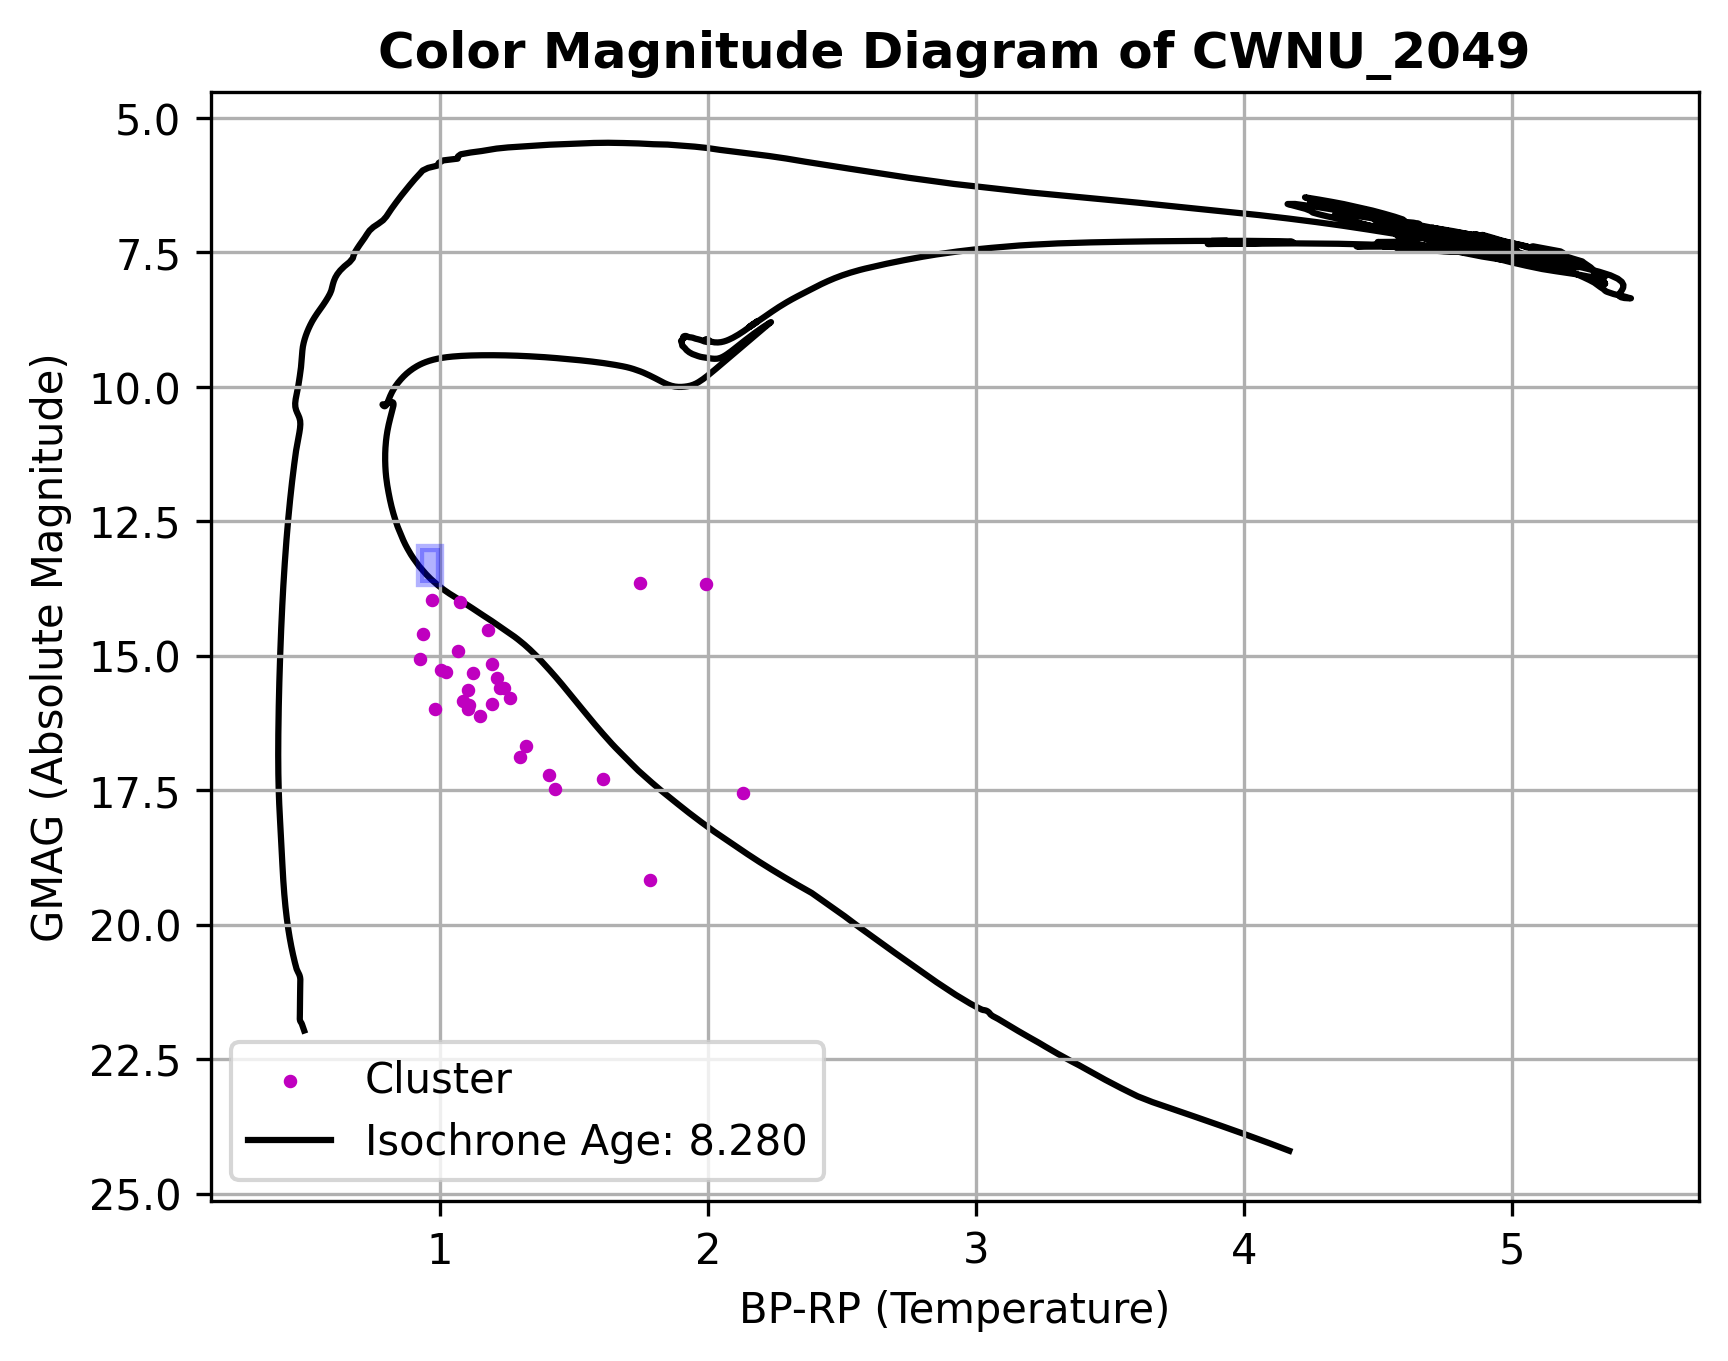 Color Magnitude Diagram of CWNU_2049
GMAG (Absolute Magnitude)
5.0
7.5
10.0
12.5
15.0
17.5
20.0
22.5
25.0
Cluster
Isochrone Age: 8.280
1 2 3 4 5
BP-RP (Temperature)